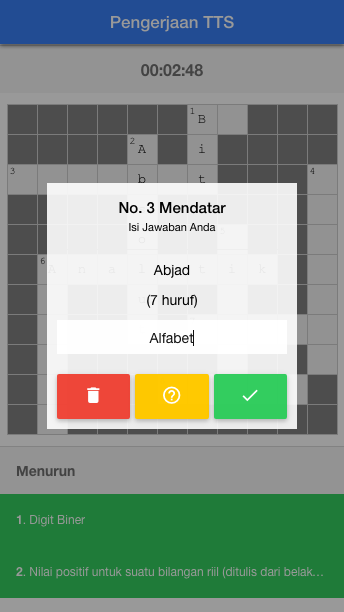 Pengerjaan TTS
00:02:48
1 B
2 A i
3 b t 4
No. 3 Mendatar
Isi Jawaban Anda
Abjad
(7 huruf)
Alfabet
6
Menurun
1. Digit Biner
2. Nilai positif untuk suatu bilangan riil (ditulis dari belak...